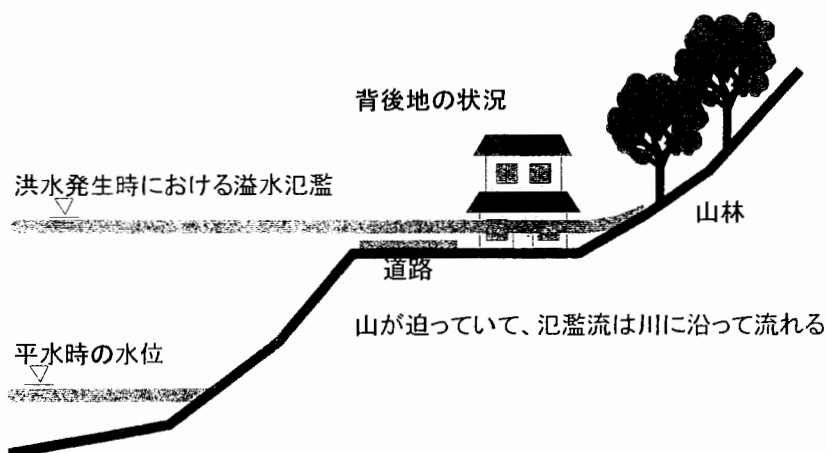 背後地の状況
洪水発生時における溢水氾濫
山林
道路
山が迫っていて、氾濫流は川に沿って流れる
平水時の水位